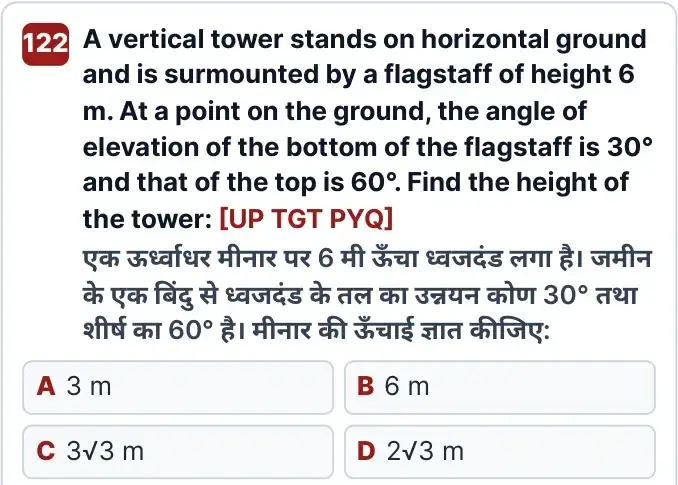 122 A vertical tower stands on horizontal ground
and is surmounted by a flagstaff of height 6
m. At a point on the ground, the angle of
elevation of the bottom of the flagstaff is 30°
and that of the top is 60°. Find the height of
the tower: [UP TGT PYQ]
एक ऊर्ध्वाधर मीनार पर 6 मी ऊँचा ध्वजदंड लगा है। जमीन
के एक बिंदु से ध्वजदंड के तल का उन्नयन कोण 30° तथा
शीर्ष का 60° है। मीनार की ऊँचाई ज्ञात कीजिए:
A 3 m
B 6 m
C 3√3 m
D 2√3 m